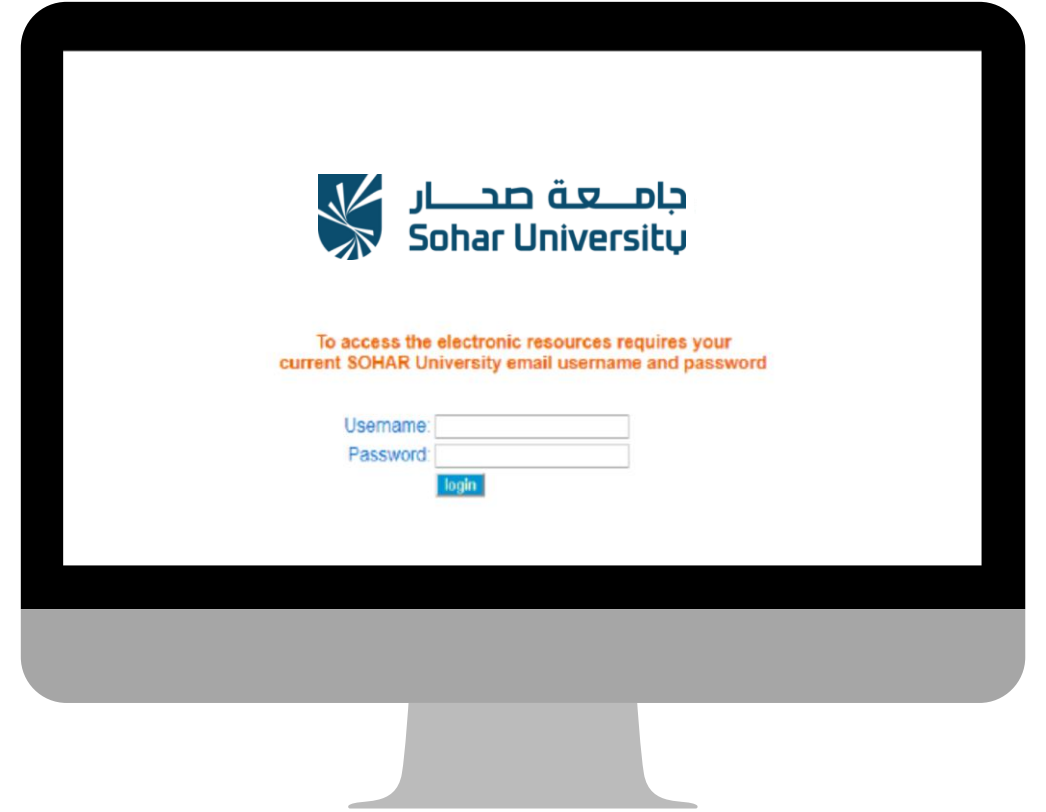 جامـــعة صحـــار
Sohar University
To access the electronic resources requires your
current SOHAR University email username and password
Username:
Password:
login